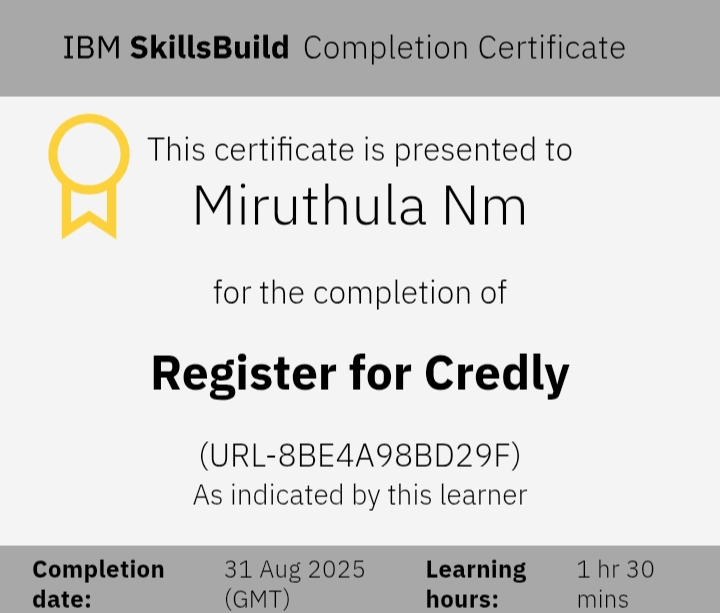 IBM SkillsBuild Completion Certificate
This certificate is presented to
Miruthula Nm
for the completion of
Register for Credly
(URL-8BE4A98BD29F)
As indicated by this learner
Completion date: 31 Aug 2025 (GMT) Learning hours: 1 hr 30 mins